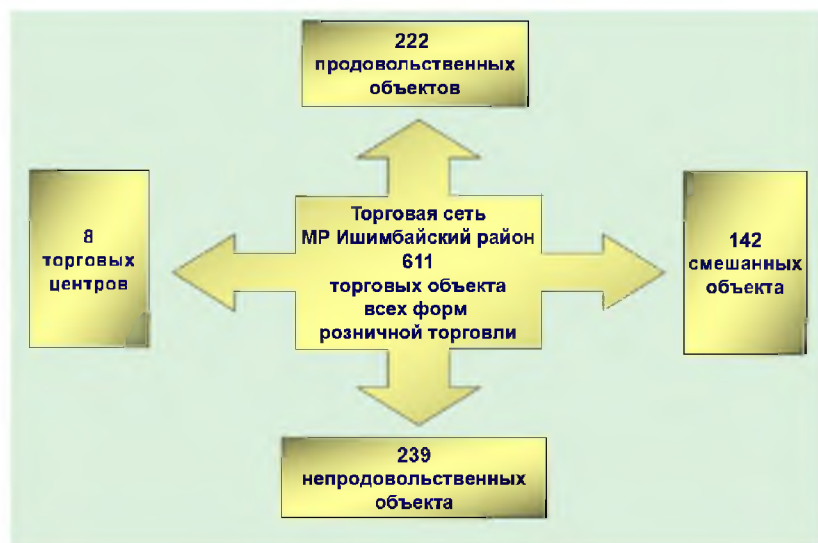 222
продовольственных
объектов
8
торговых
центров
Торговая сеть
МР Ишимбайский район
611
торговых объекта
всех форм
розничной торговли
142
смешанных
объекта
239
непродовольственных
объекта